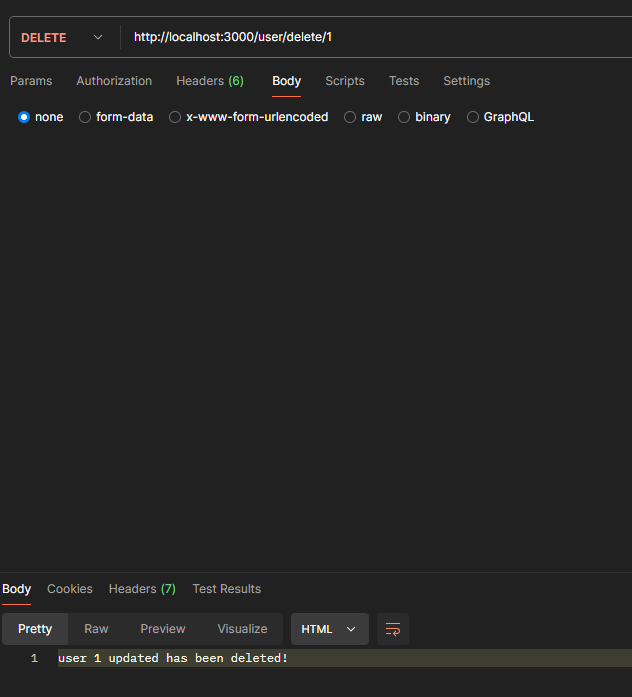 DELETE http://localhost:3000/user/delete/1
Params Authorization Headers (6) Body Scripts Tests Settings
none form-data x-www-form-urlencoded raw binary GraphQL
Body Cookies Headers (7) Test Results
Pretty Raw Preview Visualize HTML
1 user 1 updated has been deleted!